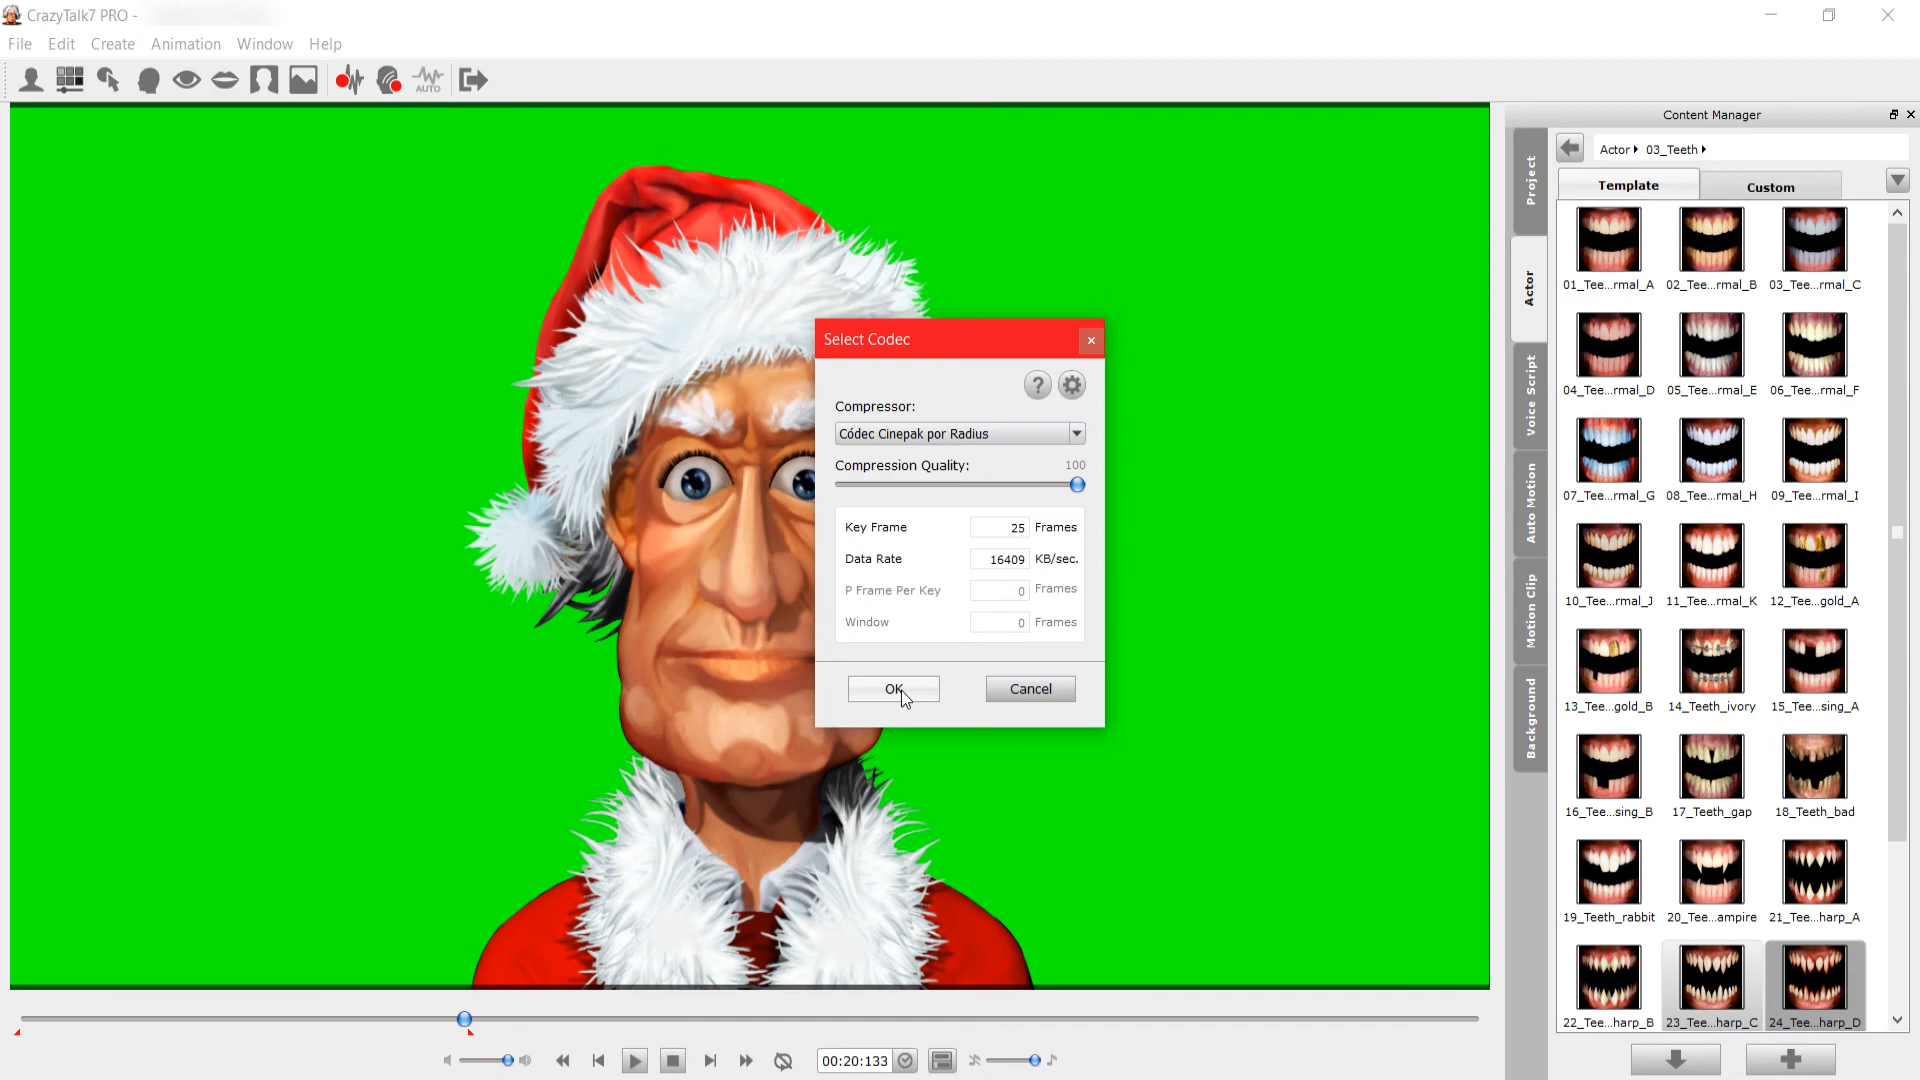 CrazyTalk7 PRO -
File Edit Create Animation Window Help
AUTO
Content Manager
Actor 03_Teeth
Template Custom
Project
Actor
Voice Script
Auto Motion
Motion Clip
Background
01_Tee...rmal_A 02_Tee...rmal_B 03_Tee...rmal_C
04_Tee...rmal_D 05_Tee...rmal_E 06_Tee...rmal_F
07_Tee...rmal_G 08_Tee...rmal_H 09_Tee...rmal_I
10_Tee...rmal_J 11_Tee...rmal_K 12_Tee...gold_A
13_Tee...gold_B 14_Teeth_ivory 15_Tee...sing_A
16_Tee...sing_B 17_Teeth_gap 18_Teeth_bad
19_Teeth_rabbit 20_Tee...ampire 21_Tee...harp_A
22_Tee...harp_B 23_Tee...harp_C 24_Tee...harp_D
Select Codec
?
Compressor:
Códec Cinepak por Radius
Compression Quality: 100
Key Frame 25 Frames
Data Rate 16409 KB/sec.
P Frame Per Key 0 Frames
Window 0 Frames
OK Cancel
00:20:133